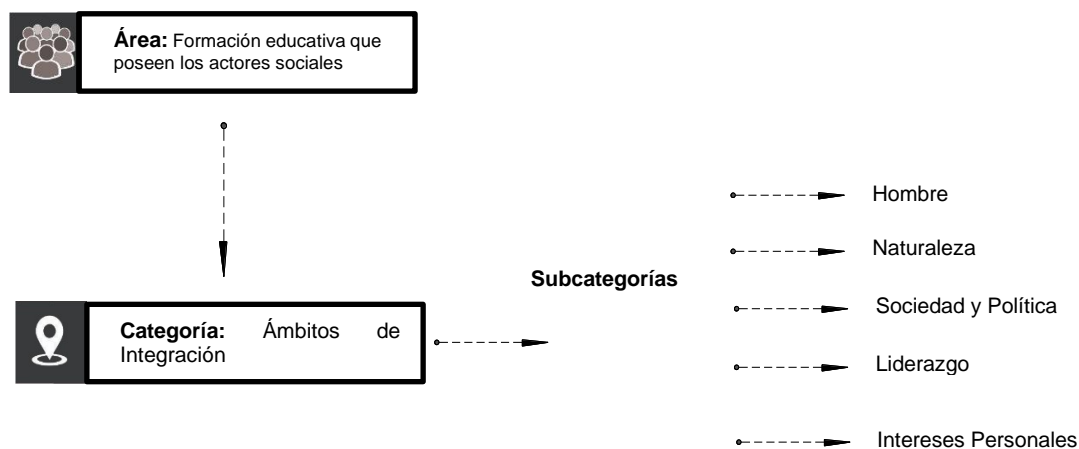 Área: Formación educativa que
poseen los actores sociales
Hombre
Naturaleza
Subcategorías
Sociedad y Política
Categoría: Ámbitos de
Integración
Liderazgo
Intereses Personales